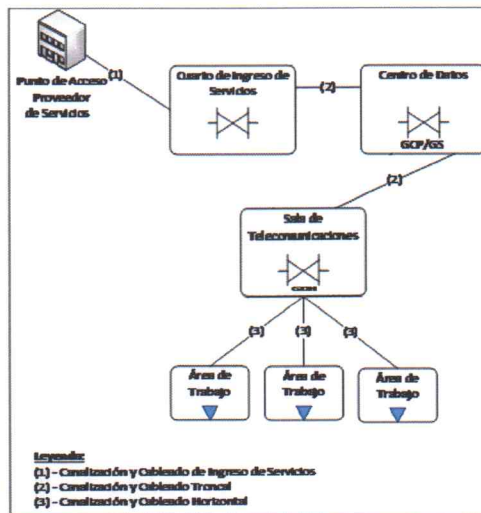 Punto de Acceso
Proveedor
de Servicios
(1)
Cuarto de Ingreso de
Servicios
(2)
Centro de Datos
GCP/GS
(2)
Sala de
Telecomunicaciones
(3)
(3)
(3)
Área de
Trabajo
Área de
Trabajo
Área de
Trabajo
Leyenda:
(1) - Canalización y Cableado de Ingreso de Servicios
(2) - Canalización y Cableado Troncal
(3) - Canalización y Cableado Horizontal